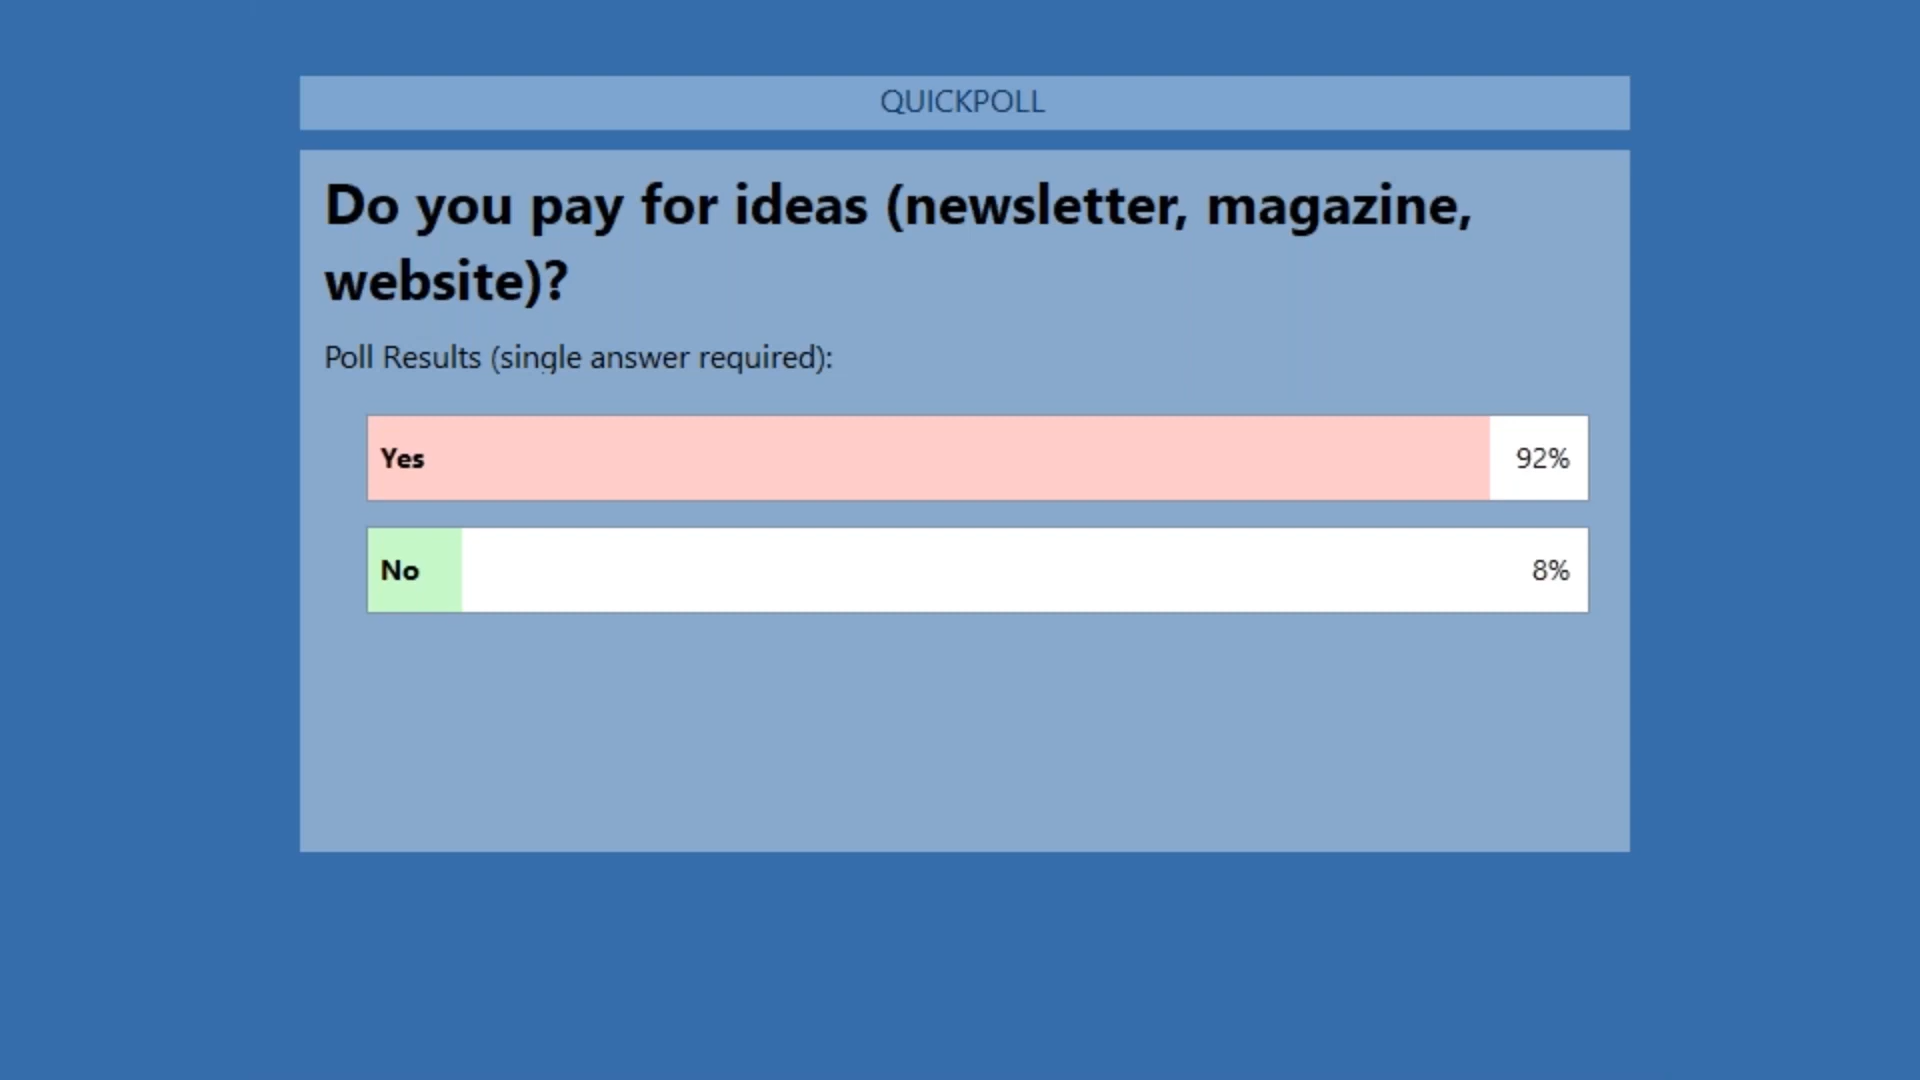 QUICKPOLL
Do you pay for ideas (newsletter, magazine,
website)?
Poll Results (single answer required):
Yes 92%
No 8%